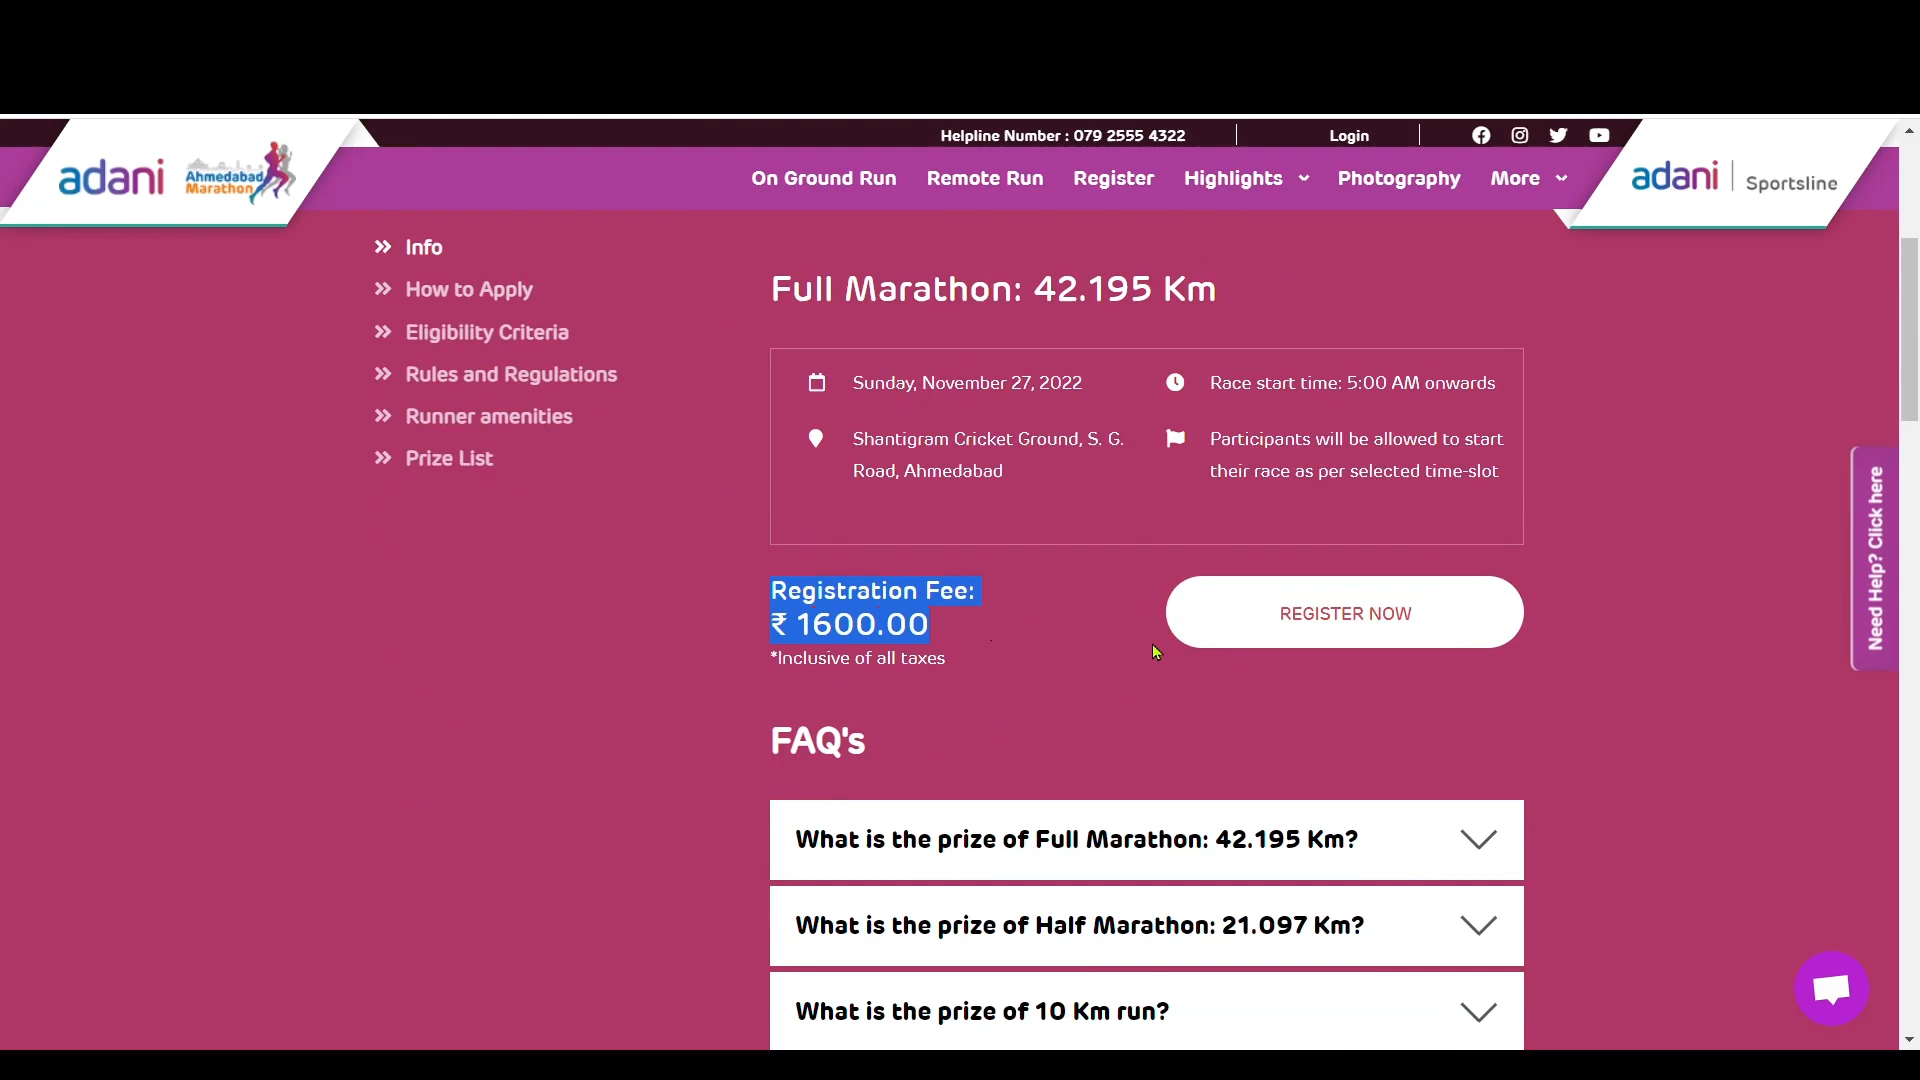 Helpline Number : 079 2555 4322
Login
adani
Ahmedabad
Marathon
On Ground Run
Remote Run
Register
Highlights
Photography
More
adani | Sportsline
Info
How to Apply
Eligibility Criteria
Rules and Regulations
Runner amenities
Prize List
Full Marathon: 42.195 Km
Sunday, November 27, 2022
Race start time: 5:00 AM onwards
Shantigram Cricket Ground, S. G.
Road, Ahmedabad
Participants will be allowed to start
their race as per selected time-slot
Registration Fee:
₹ 1600.00
*Inclusive of all taxes
REGISTER NOW
Need Help? Click here
FAQ's
What is the prize of Full Marathon: 42.195 Km?
What is the prize of Half Marathon: 21.097 Km?
What is the prize of 10 Km run?